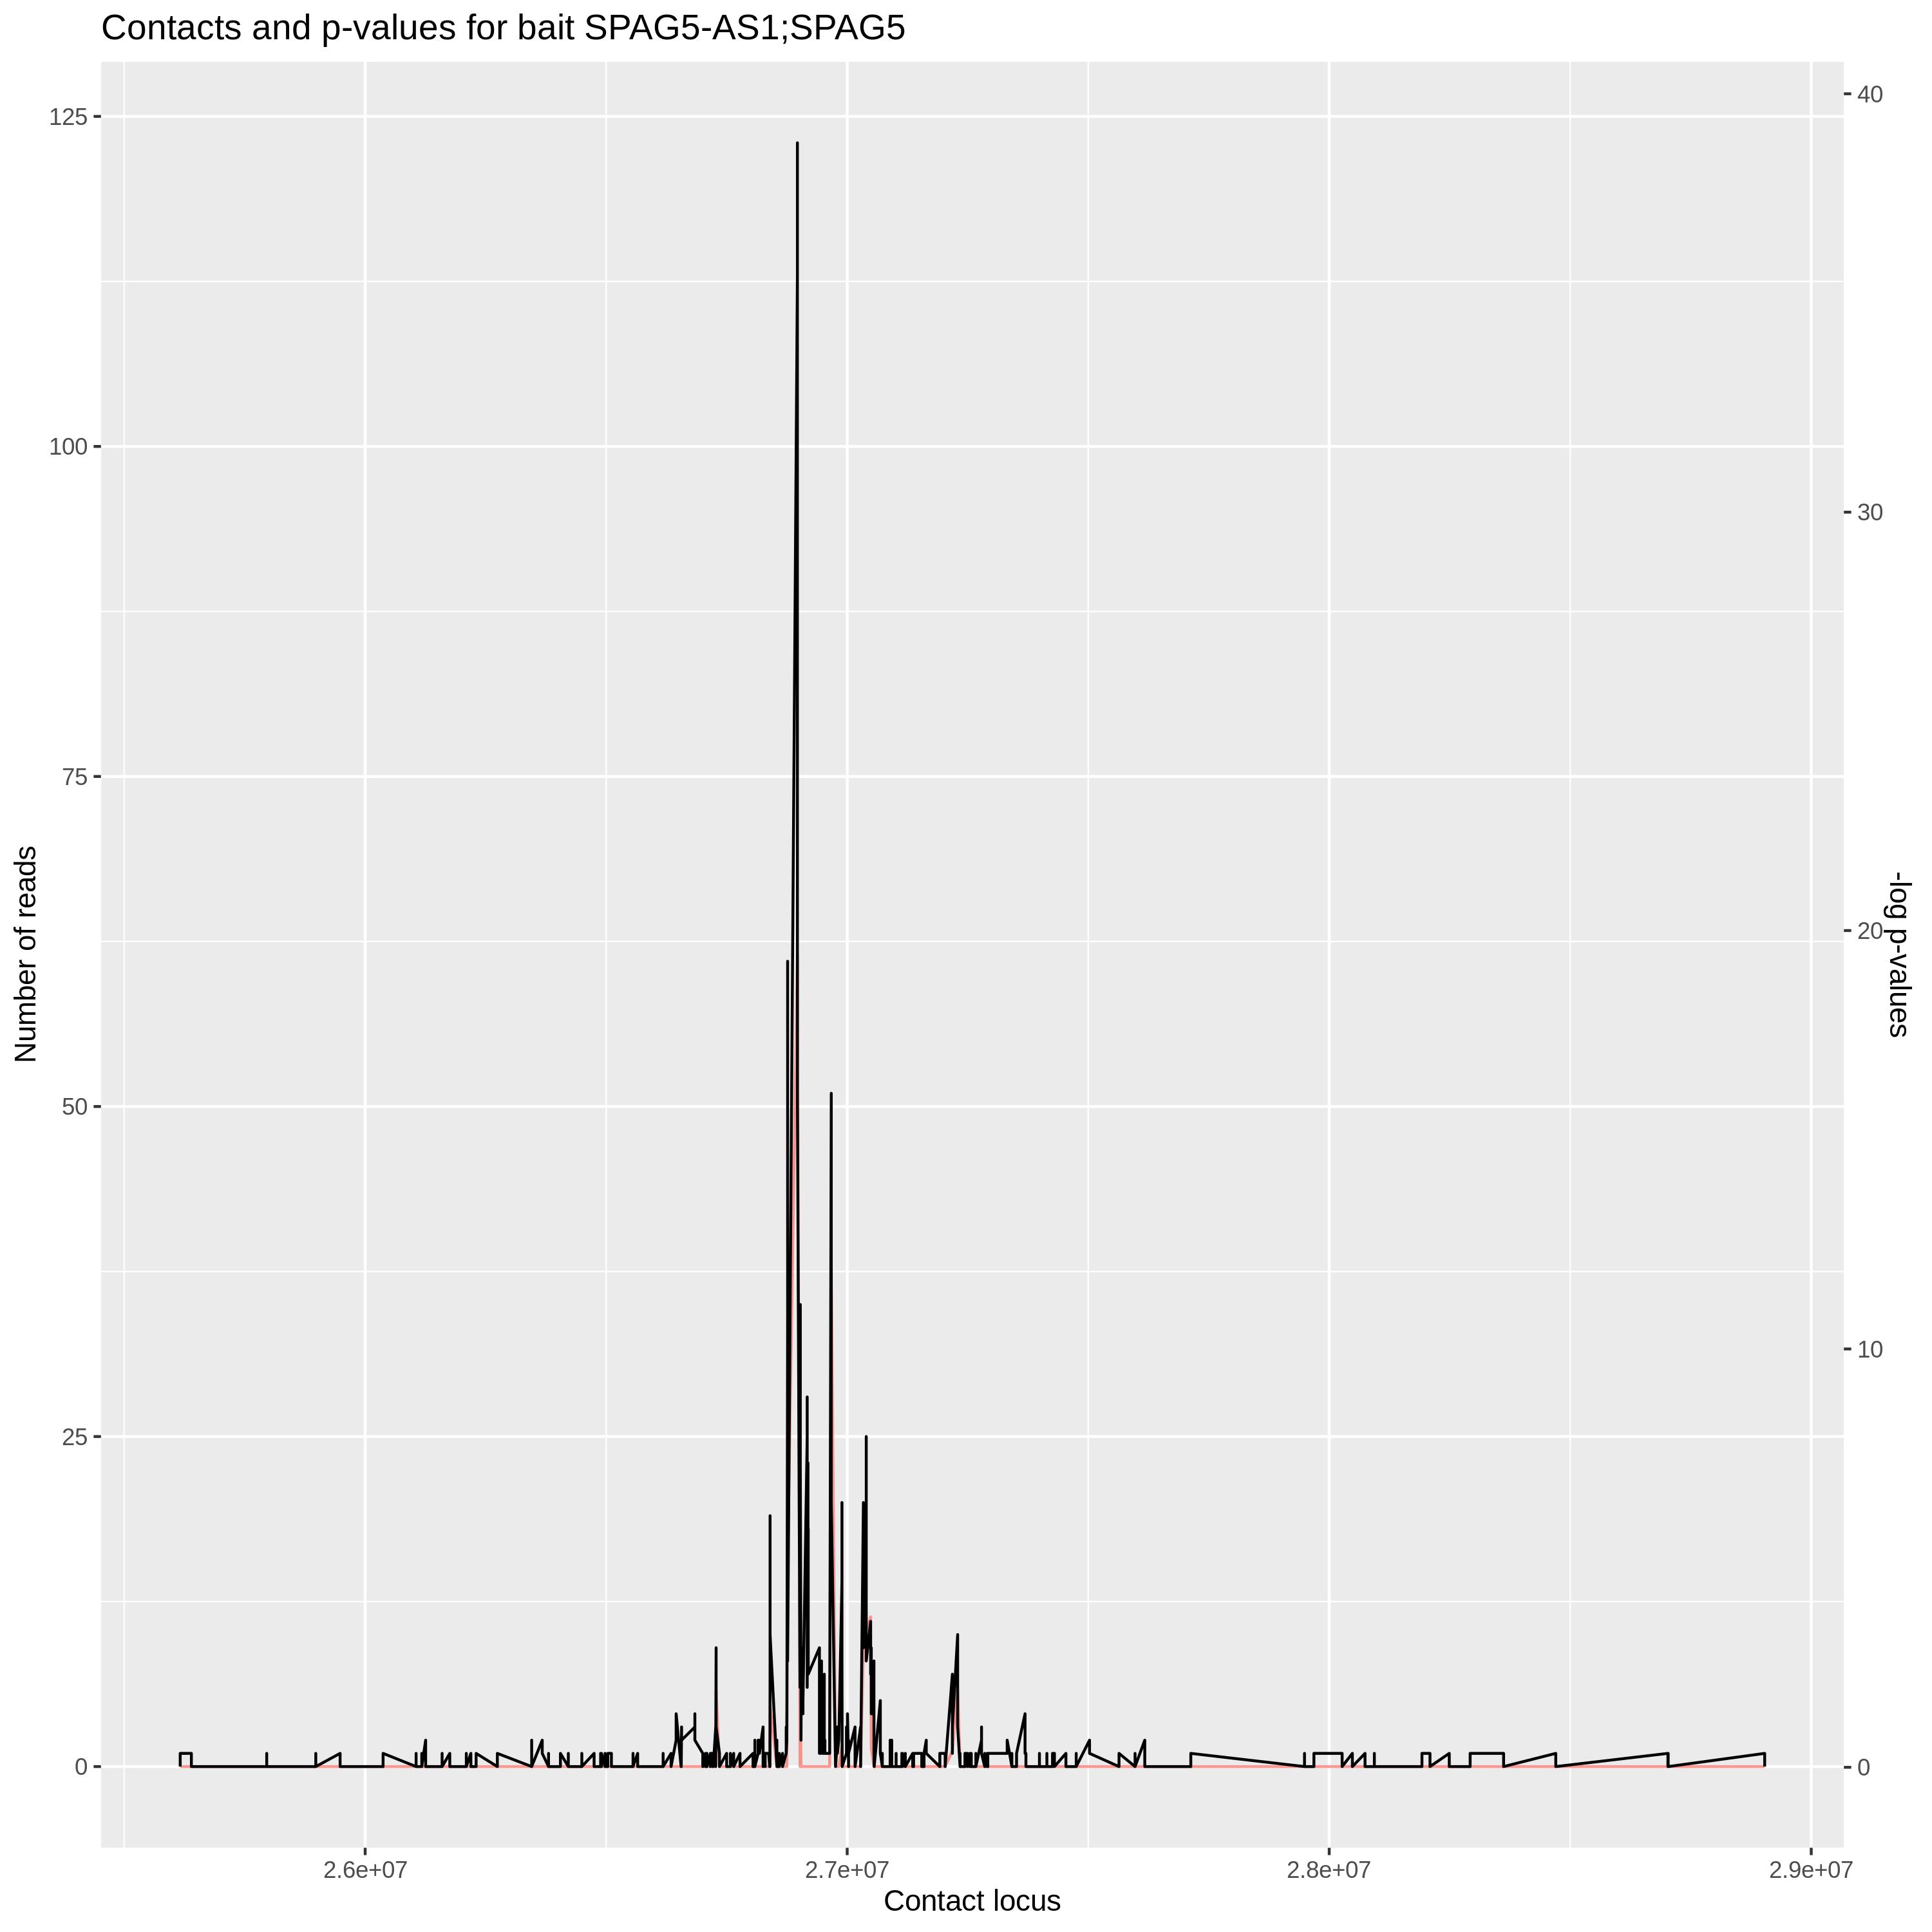 Contacts and p-values for bait SPAG5-AS1;SPAG5
125
100
75
50
25
0
Number of reads
40
30
20
10
0
-log p-values
2.6e+07
2.7e+07
2.8e+07
2.9e+07
Contact locus